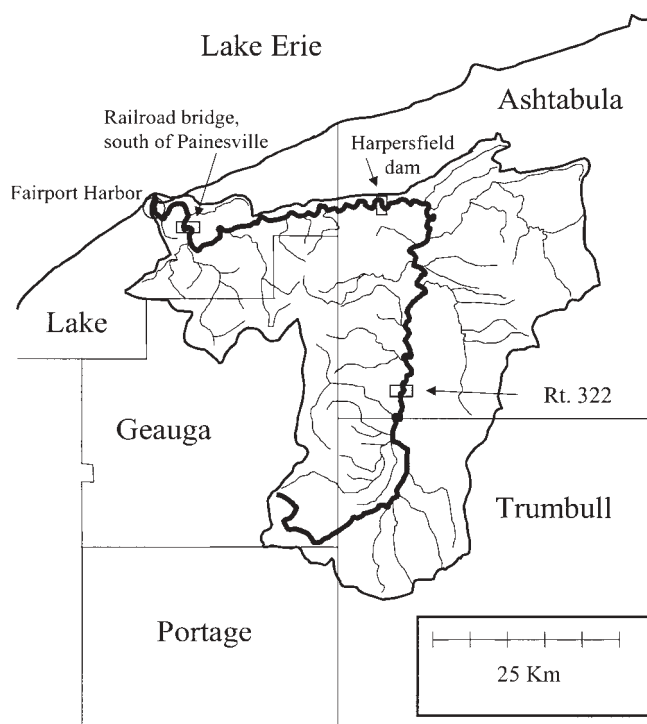 Lake Erie
Ashtabula
Railroad bridge,
south of Painesville
Harpersfield
dam
Fairport Harbor
Lake
Rt. 322
Geauga
Trumbull
Portage
25 Km